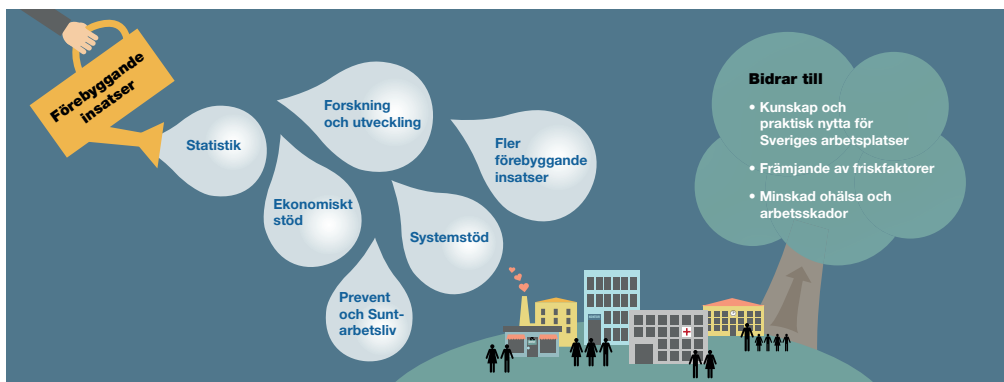 Förebyggande
insatser
Statistik
Forskning
och utveckling
Ekonomiskt
stöd
Fler
förebyggande
insatser
Systemstöd
Prevent
och Sunt-
arbetsliv
Bidrar till
• Kunskap och
praktisk nytta för
Sveriges arbetsplatser
• Främjande av friskfaktorer
• Minskad ohälsa och
arbetsskador